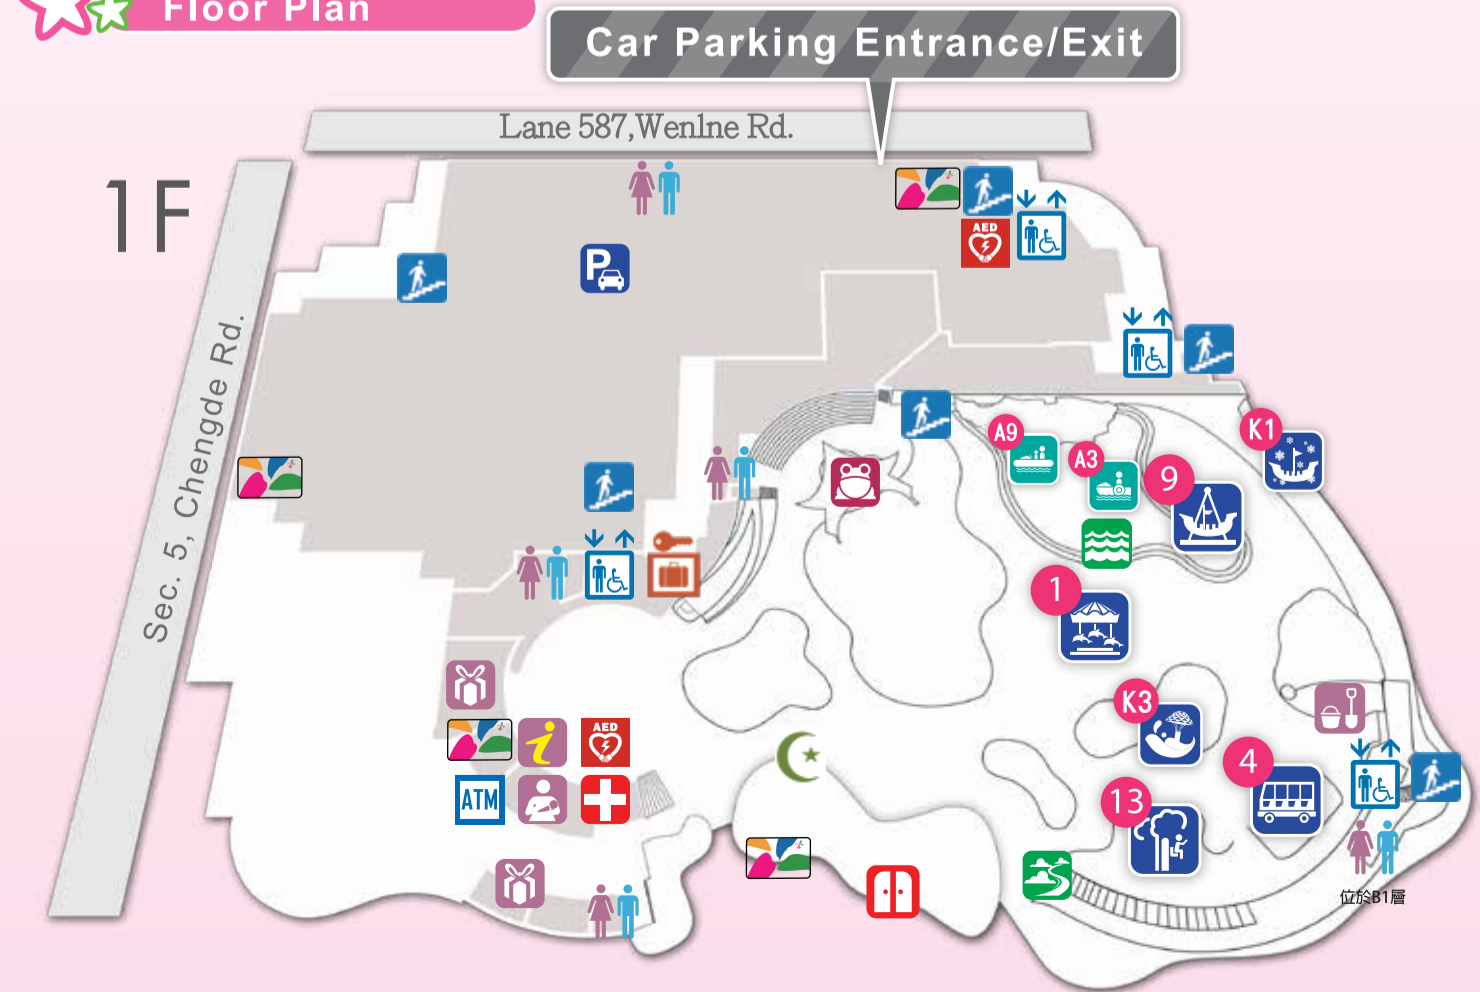 Floor Plan
Car Parking Entrance/Exit
Lane 587,Wenlne Rd.
1F
Sec. 5, Chengde Rd.
AED
P
A9
A3
K1
9
1
K3
4
13
i
AED
ATM
位於B1層